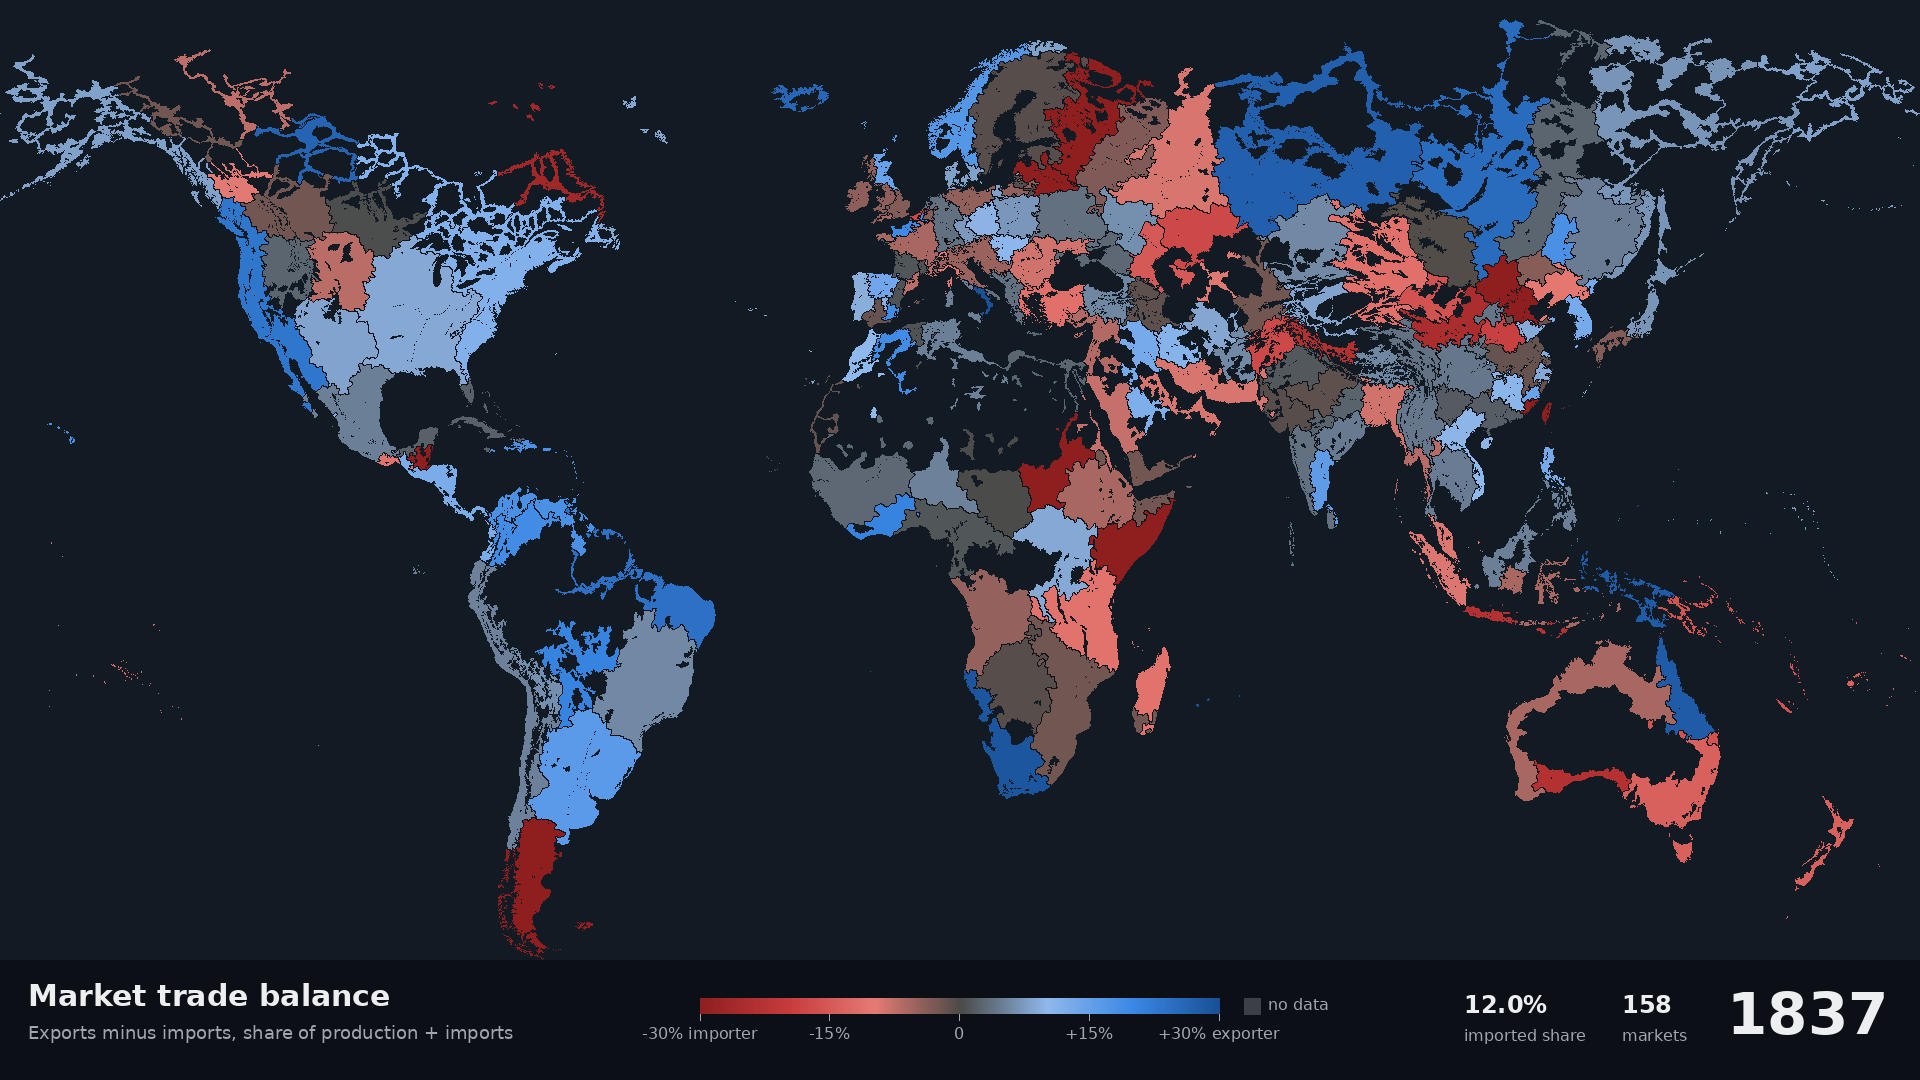 Market trade balance
Exports minus imports, share of production + imports
-30% importer
-15%
0
+15%
+30% exporter
no data
12.0%
imported share
158
markets
1837